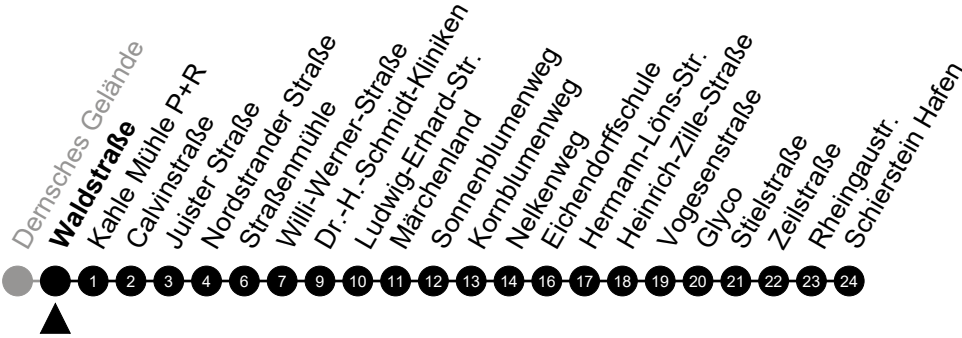 Dernsches Gelände
Waldstraße
Kahle Mühle P+R
Calvinstraße
Juister Straße
Nordstrander Straße
Straßenmühle
Willi-Werner-Straße
Dr.-H.-Schmidt-Kliniken
Ludwig-Erhard-Str.
Märchenland
Sonnenblumenweg
Kornblumenweg
Nelkenweg
Eichendorffschule
Hermann-Löns-Str.
Heinrich-Zille-Straße
Vogesenstraße
Glyco
Stielstraße
Zeilstraße
Rheingaustr.
Schierstein Hafen
1 2 3 4 6 7 9 10 11 12 13 14 16 17 18 19 20 21 22 23 24